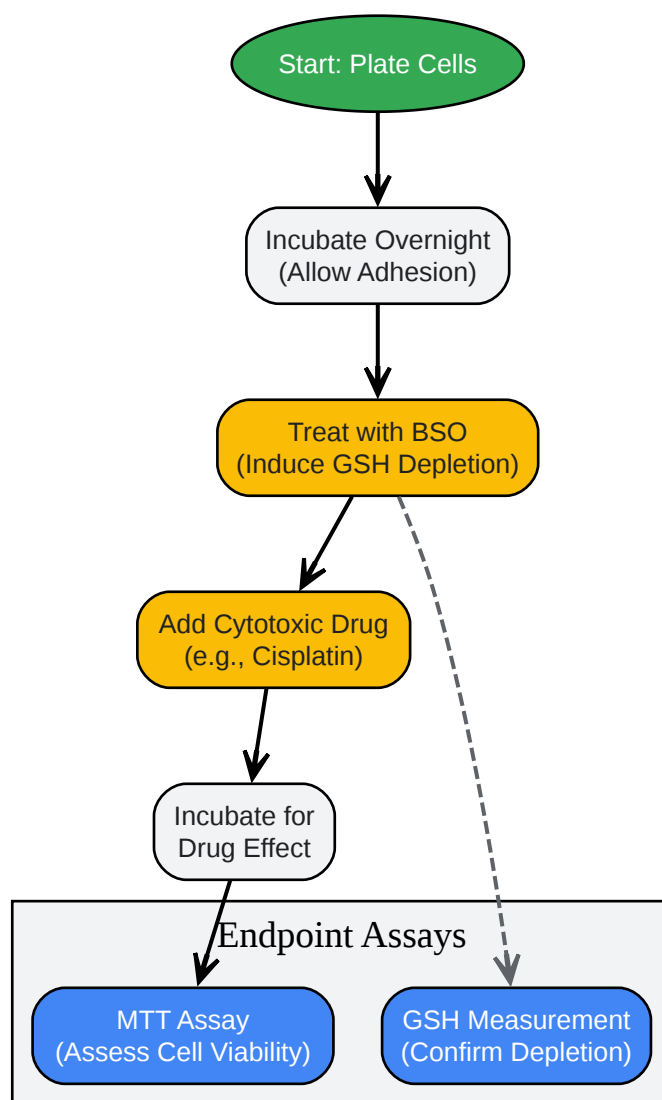 Start: Plate Cells
Incubate Overnight
(Allow Adhesion)
Treat with BSO
(Induce GSH Depletion)
Add Cytotoxic Drug
(e.g., Cisplatin)
Incubate for
Drug Effect
Endpoint Assays
MTT Assay
(Assess Cell Viability)
GSH Measurement
(Confirm Depletion)